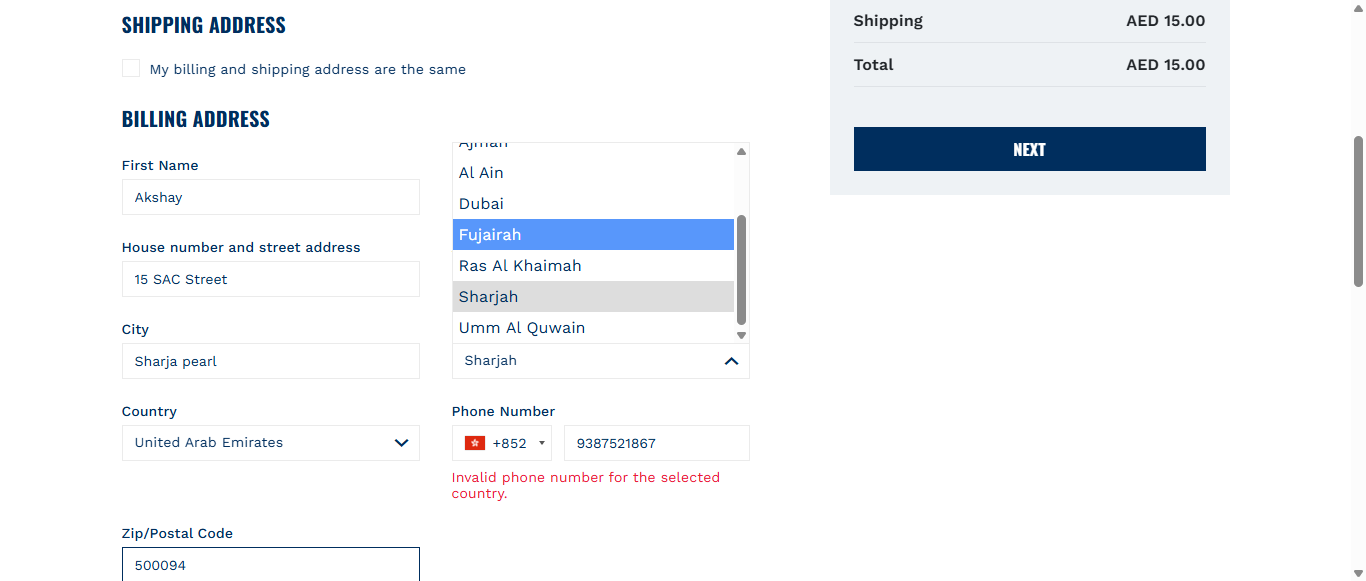 SHIPPING ADDRESS
My billing and shipping address are the same
BILLING ADDRESS
First Name
Akshay
House number and street address
15 SAC Street
City
Sharja pearl
Country
United Arab Emirates
Zip/Postal Code
500094
Ajman
Al Ain
Dubai
Fujairah
Ras Al Khaimah
Sharjah
Umm Al Quwain
Sharjah
Phone Number
+852 9387521867
Invalid phone number for the selected
country.
Shipping AED 15.00
Total AED 15.00
NEXT